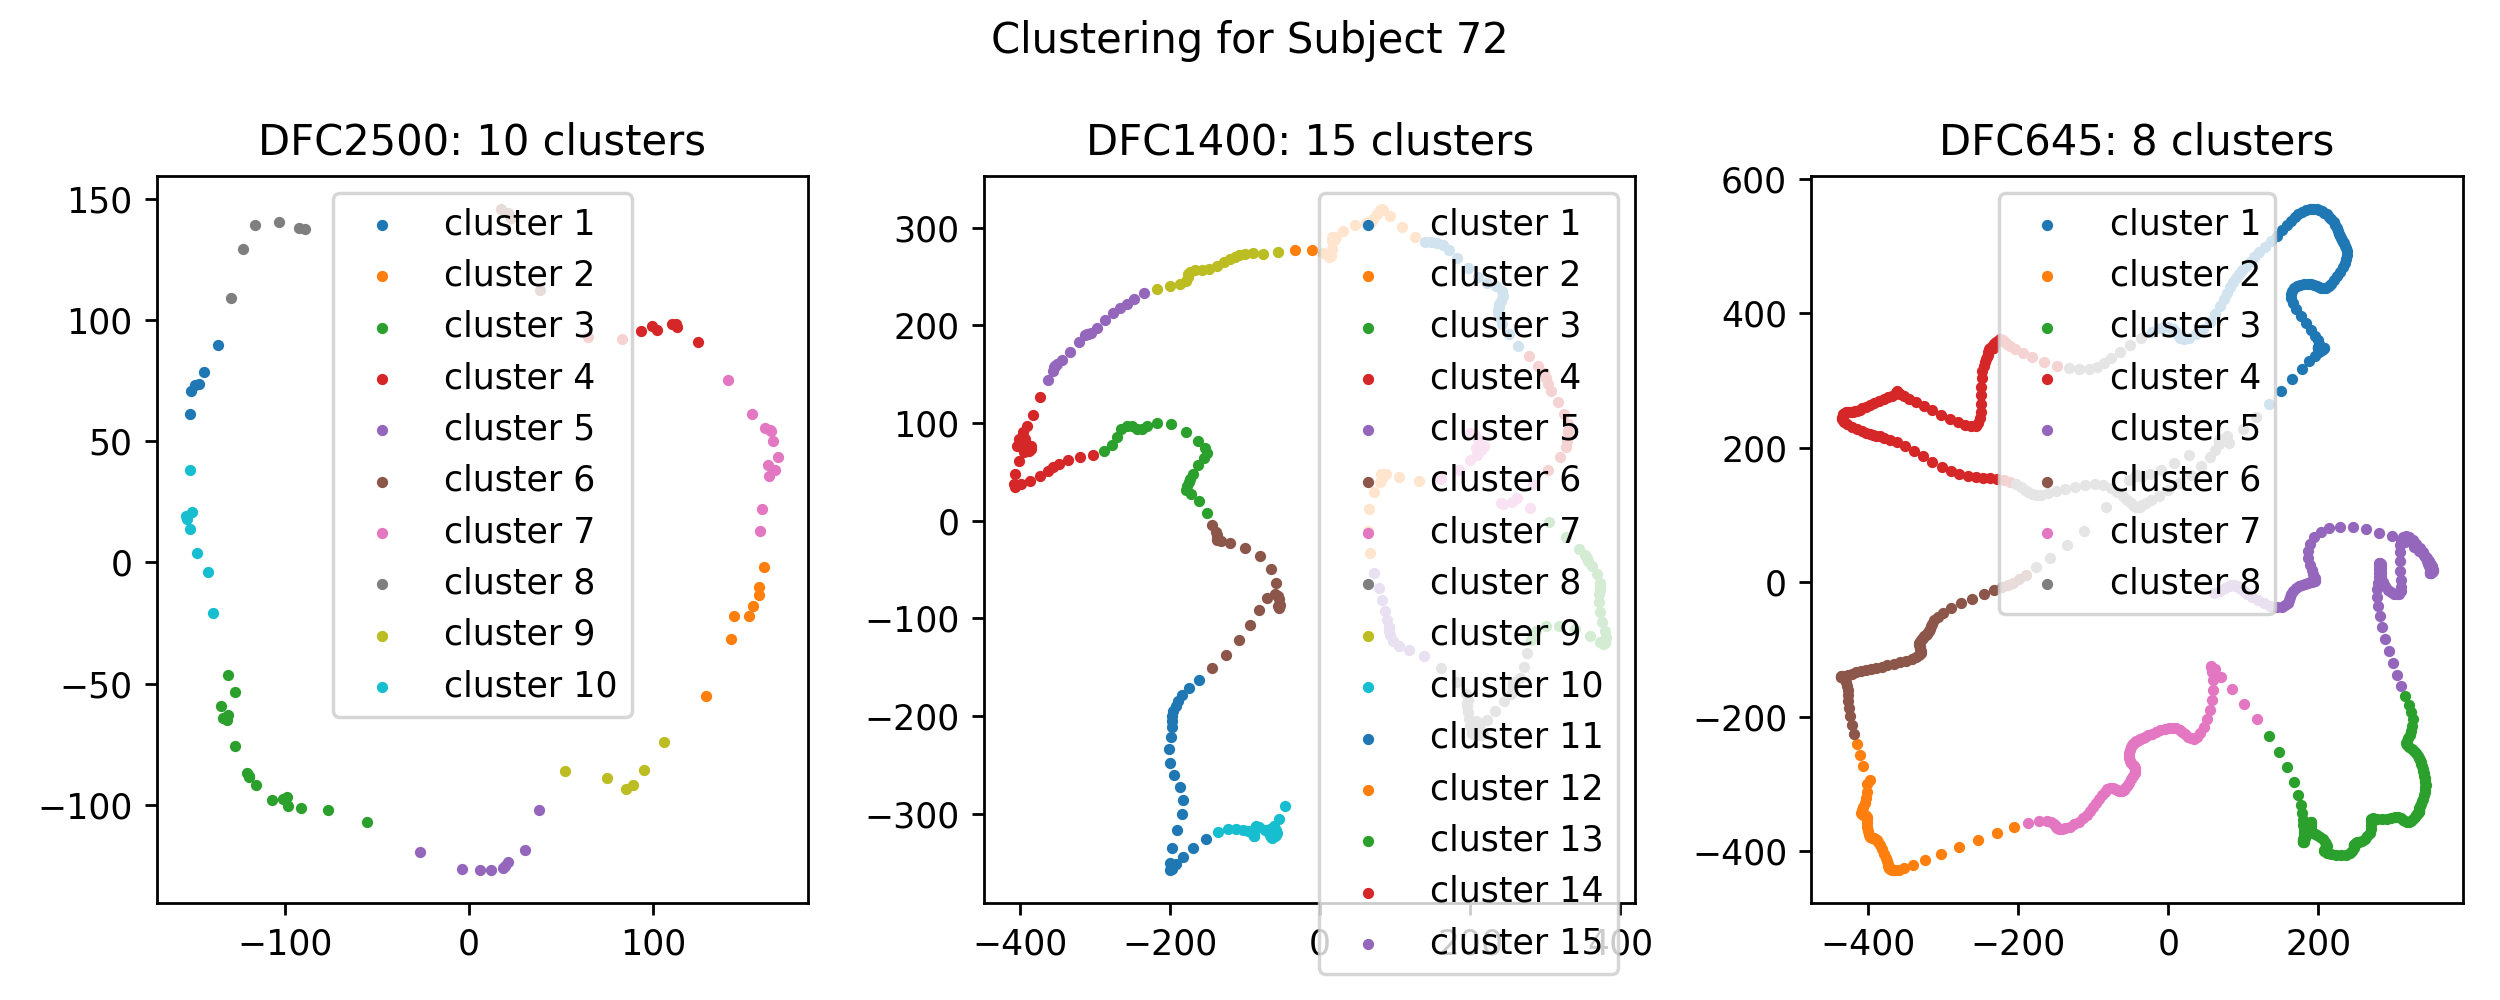 Clustering for Subject 72
DFC2500: 10 clusters
150
100
50
0
−50
−100
−100
0
100
cluster 1
cluster 2
cluster 3
cluster 4
cluster 5
cluster 6
cluster 7
cluster 8
cluster 9
cluster 10
DFC1400: 15 clusters
300
200
100
0
−100
−200
−300
−400
−200
0
200
400
cluster 1
cluster 2
cluster 3
cluster 4
cluster 5
cluster 6
cluster 7
cluster 8
cluster 9
cluster 10
cluster 11
cluster 12
cluster 13
cluster 14
cluster 15
DFC645: 8 clusters
600
400
200
0
−200
−400
−400
−200
0
200
cluster 1
cluster 2
cluster 3
cluster 4
cluster 5
cluster 6
cluster 7
cluster 8